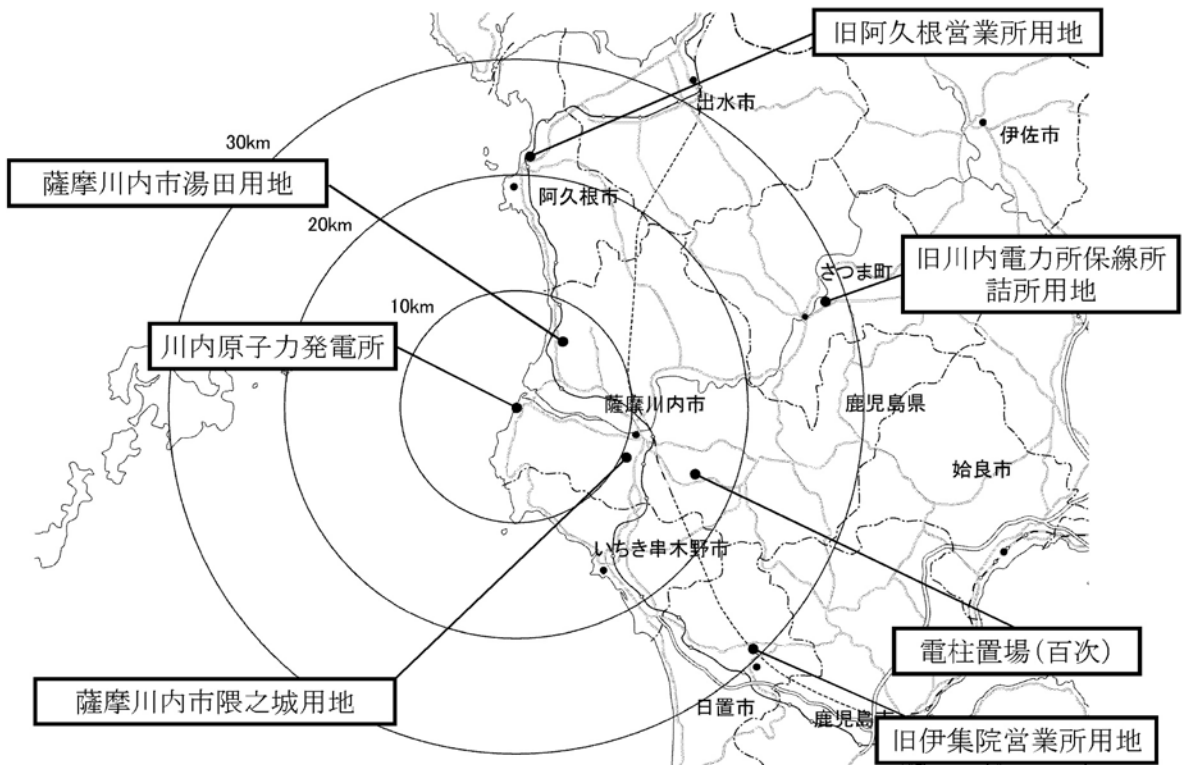 旧阿久根営業所用地
出水市
伊佐市
30km
薩摩川内市湯田用地
阿久根市
20km
旧川内電力所保線所
詰所用地
さつま町
10km
川内原子力発電所
薩摩川内市
鹿児島県
姶良市
いちき串木野市
電柱置場(百次)
薩摩川内市隈之城用地
日置市
鹿児島市
旧伊集院営業所用地